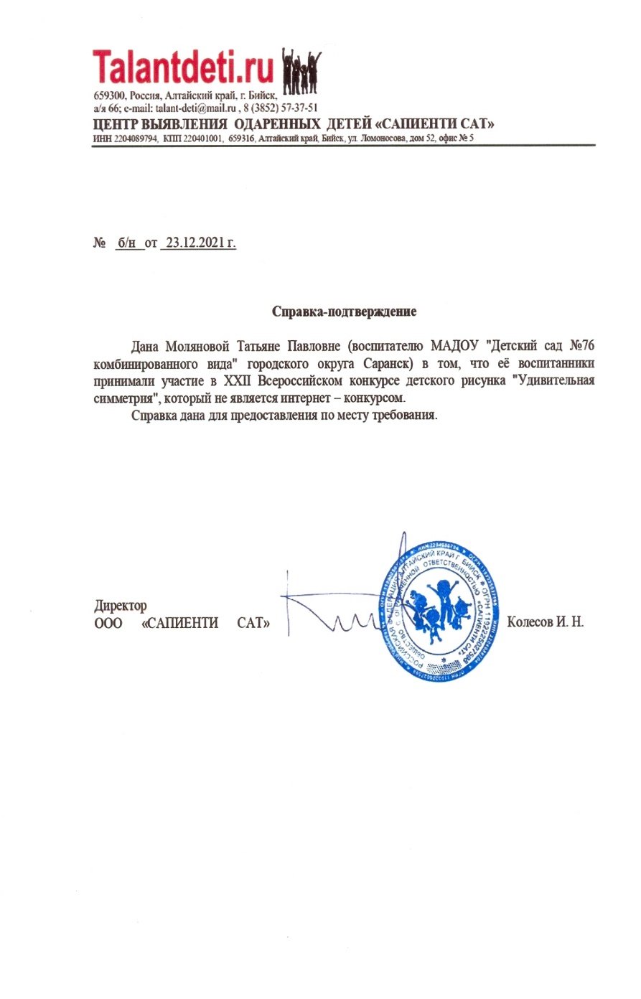 Talantdeti.ru
659300, Россия, Алтайский край, г. Бийск,
а/я 66; e-mail: talant-deti@mail.ru , 8 (3852) 57-37-51
ЦЕНТР ВЫЯВЛЕНИЯ ОДАРЕННЫХ ДЕТЕЙ «САПИЕНТИ САТ»
ИНН 2204089794, КПП 220401001, 659316, Алтайский край, Бийск, ул. Ломоносова, дом 52, офис № 5
№ б/н от 23.12.2021 г.
Справка-подтверждение
Дана Моляновой Татьяне Павловне (воспитателю МАДОУ "Детский сад №76
комбинированного вида" городского округа Саранск) в том, что её воспитанники
принимали участие в XXII Всероссийском конкурсе детского рисунка "Удивительная
симметрия", который не является интернет – конкурсом.
Справка дана для предоставления по месту требования.
Директор
ООО «САПИЕНТИ САТ»
Колесов И. Н.
РОССИЙСКАЯ ФЕДЕРАЦИЯ АЛТАЙСКИЙ КРАЙ Г. БИЙСК * ОГРН 1192225027598
ОБЩЕСТВО С ОГРАНИЧЕННОЙ ОТВЕТСТВЕННОСТЬЮ «САПИЕНТИ САТ»